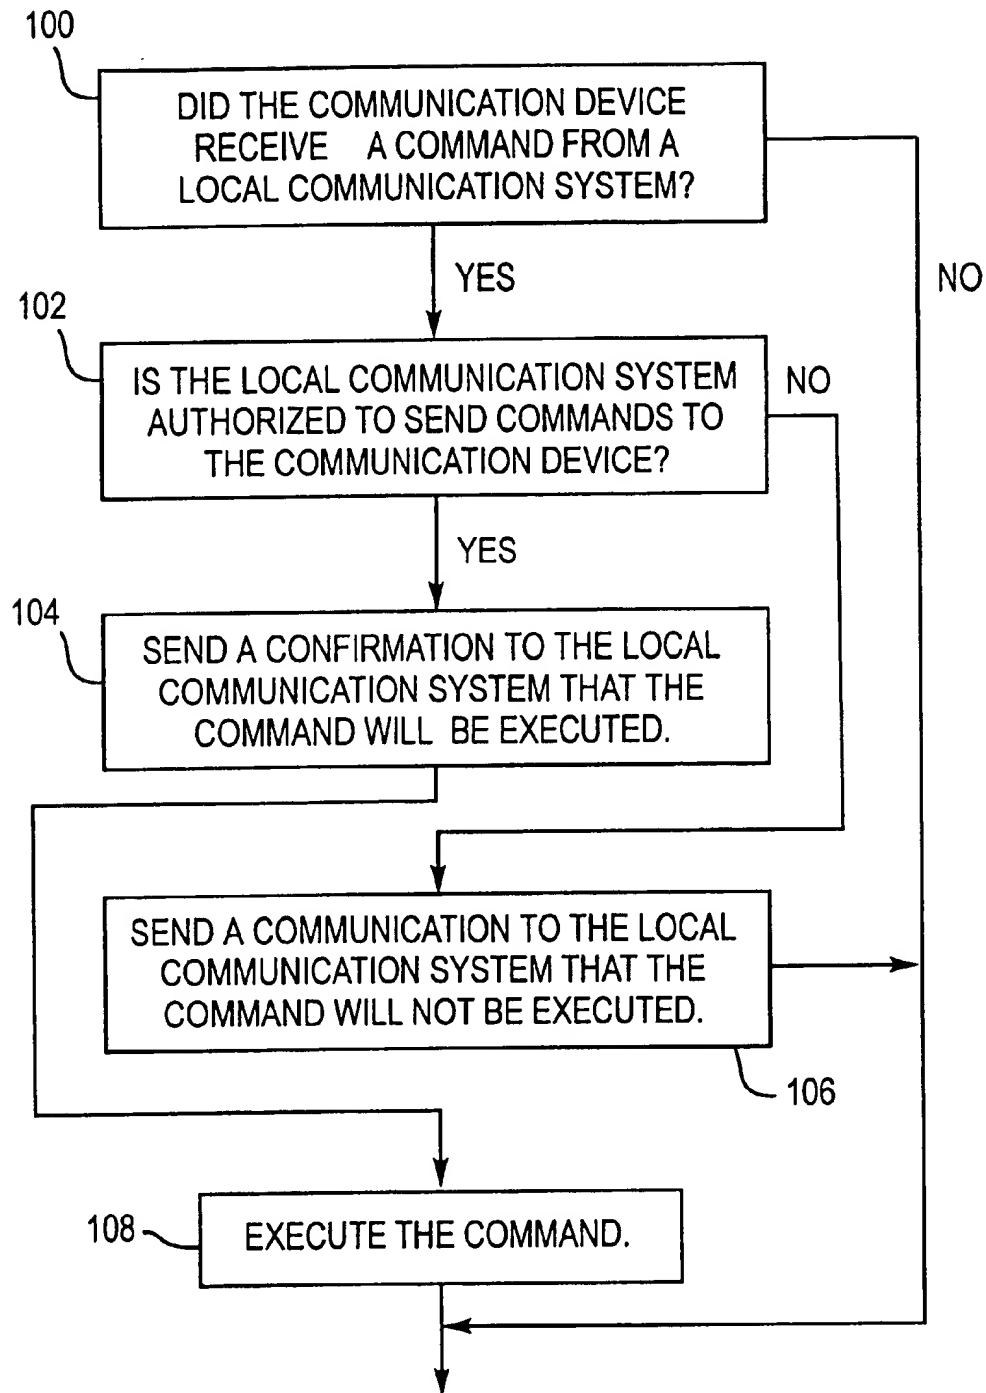 100
DID THE COMMUNICATION DEVICE
RECEIVE A COMMAND FROM A
LOCAL COMMUNICATION SYSTEM?
YES
NO
102
IS THE LOCAL COMMUNICATION SYSTEM
AUTHORIZED TO SEND COMMANDS TO
THE COMMUNICATION DEVICE?
NO
YES
104
SEND A CONFIRMATION TO THE LOCAL
COMMUNICATION SYSTEM THAT THE
COMMAND WILL BE EXECUTED.
SEND A COMMUNICATION TO THE LOCAL
COMMUNICATION SYSTEM THAT THE
COMMAND WILL NOT BE EXECUTED.
106
108
EXECUTE THE COMMAND.